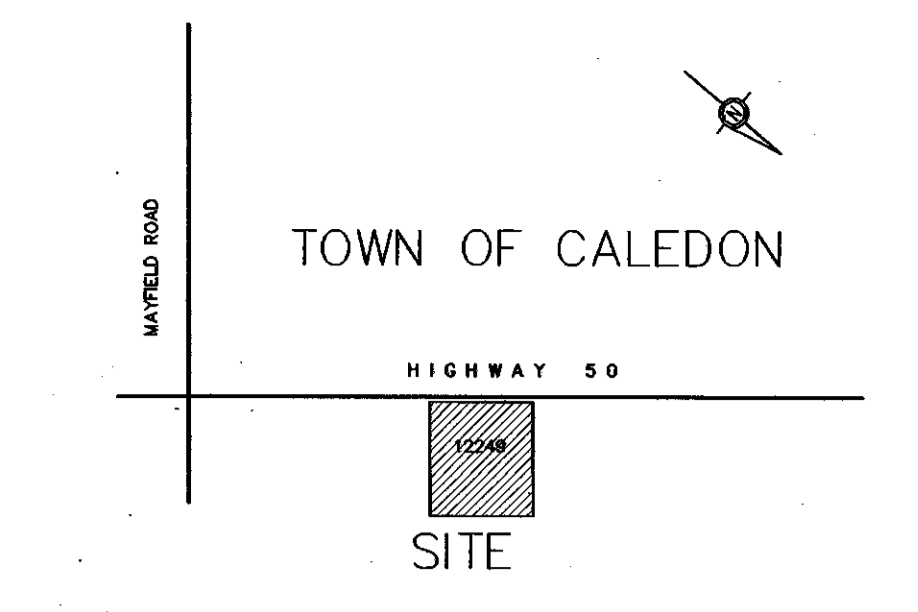 N
MAYFIELD ROAD
TOWN OF CALEDON
HIGHWAY 50
12249
SITE